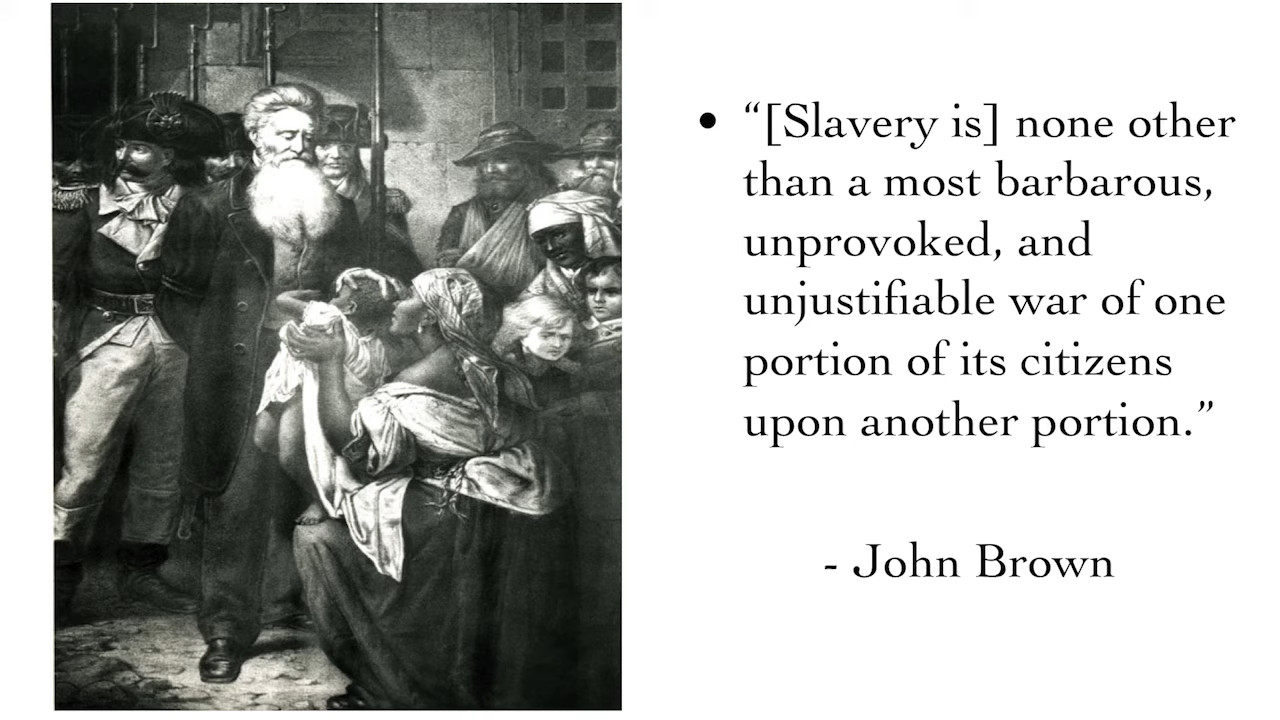 • “[Slavery is] none other
than a most barbarous,
unprovoked, and
unjustifiable war of one
portion of its citizens
upon another portion.”
- John Brown